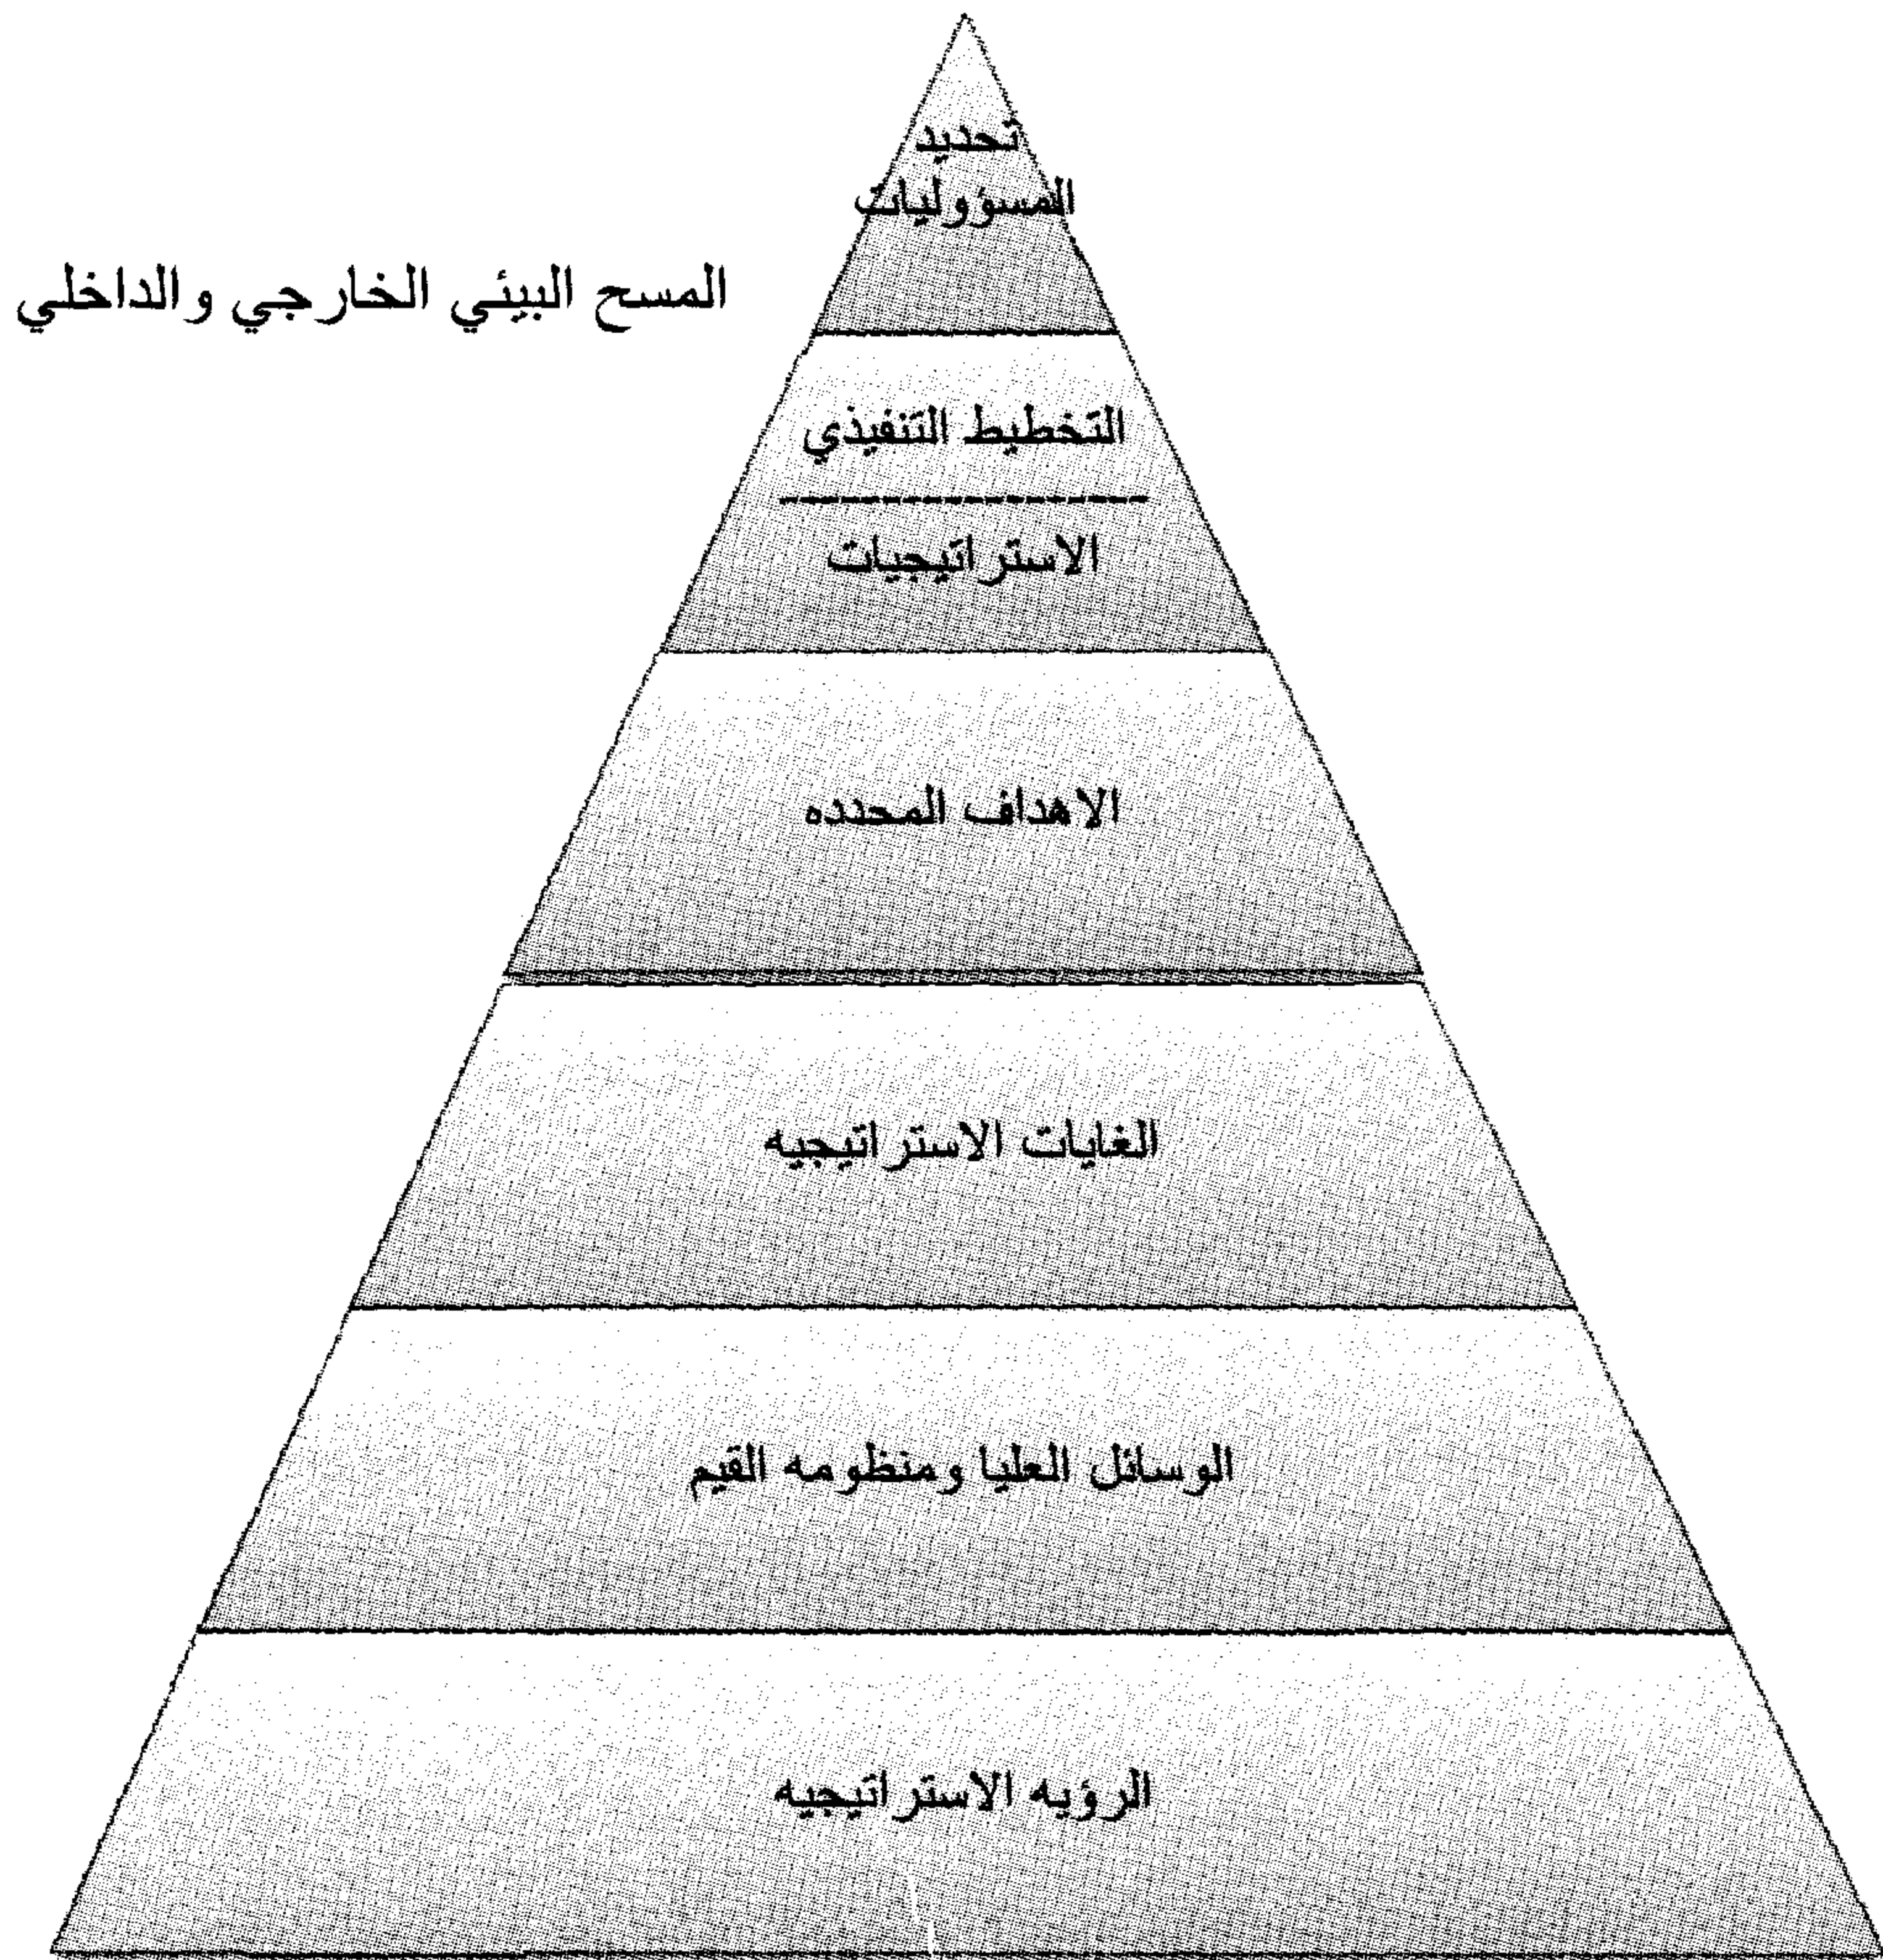 تحديد
المسؤوليات
المسح البيئي الخارجي والداخلي
التخطيط التنفيذي
الاستراتيجيات
الاهداف المحدده
الغايات الاستراتيجيه
الوسائل العليا ومنظومه القيم
الرؤيه الاستراتيجيه